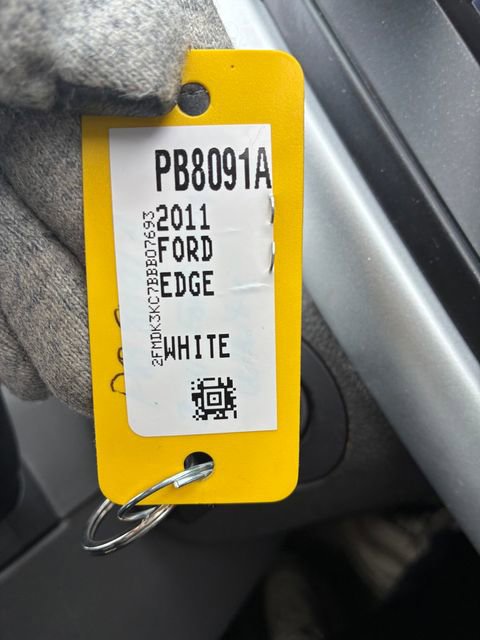 PB8091A
2011
FORD
EDGE
WHITE
2FMDK3KC7BBB07693